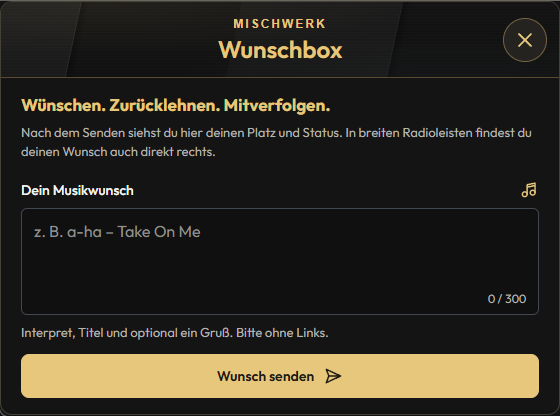 MISCHWERK
Wunschbox
Wünschen. Zurücklehnen. Mitverfolgen.
Nach dem Senden siehst du hier deinen Platz und Status. In breiten Radioleisten findest du
deinen Wunsch auch direkt rechts.
Dein Musikwunsch
z. B. a-ha – Take On Me
0 / 300
Interpret, Titel und optional ein Gruß. Bitte ohne Links.
Wunsch senden